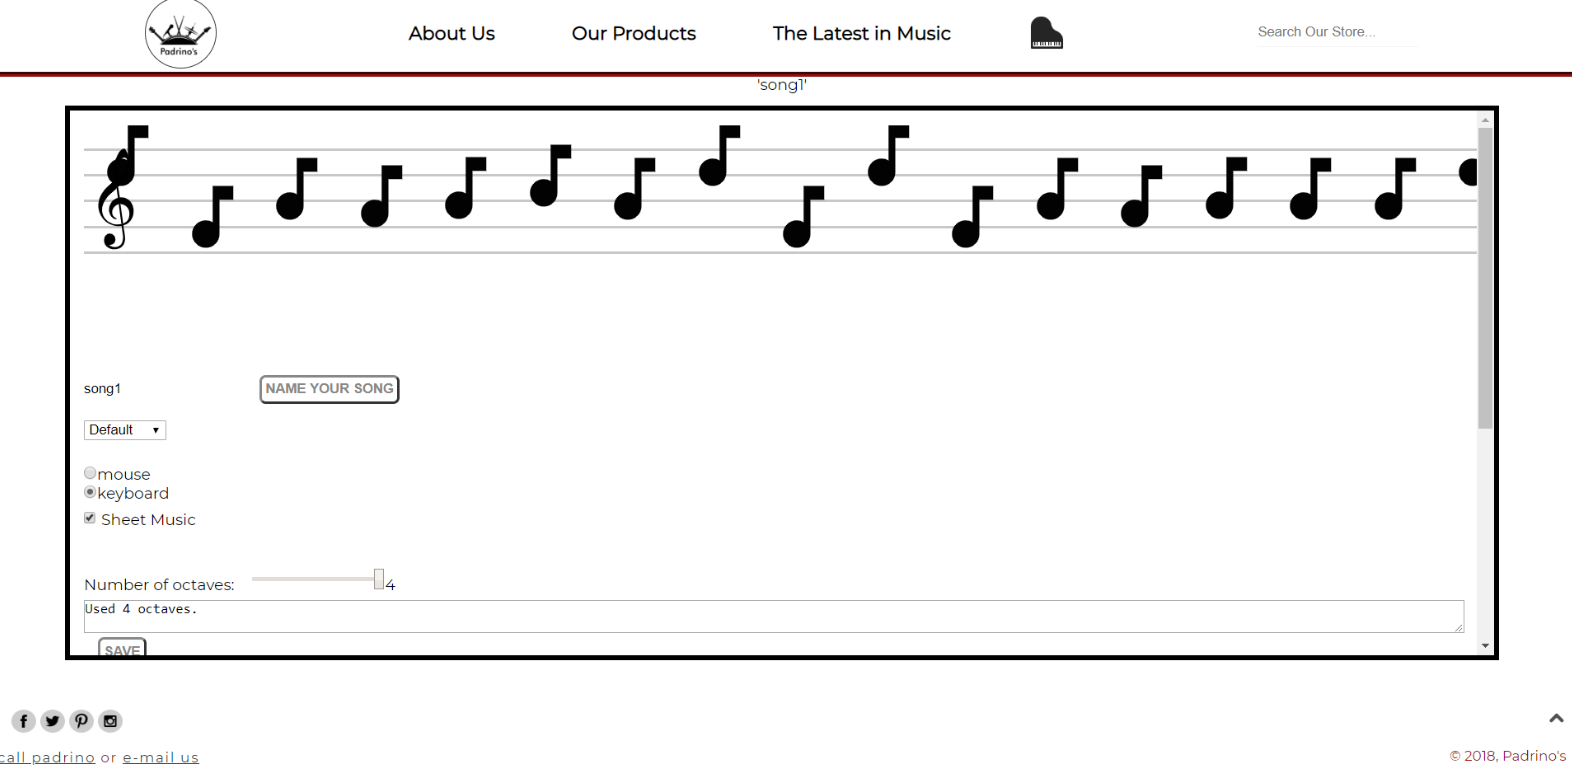 Padrino's
About Us
Our Products
The Latest in Music
Search Our Store...
'song1'
song1
NAME YOUR SONG
Default
mouse
keyboard
Sheet Music
Number of octaves:
4
Used 4 octaves.
SAVE
call padrino or e-mail us
© 2018, Padrino's